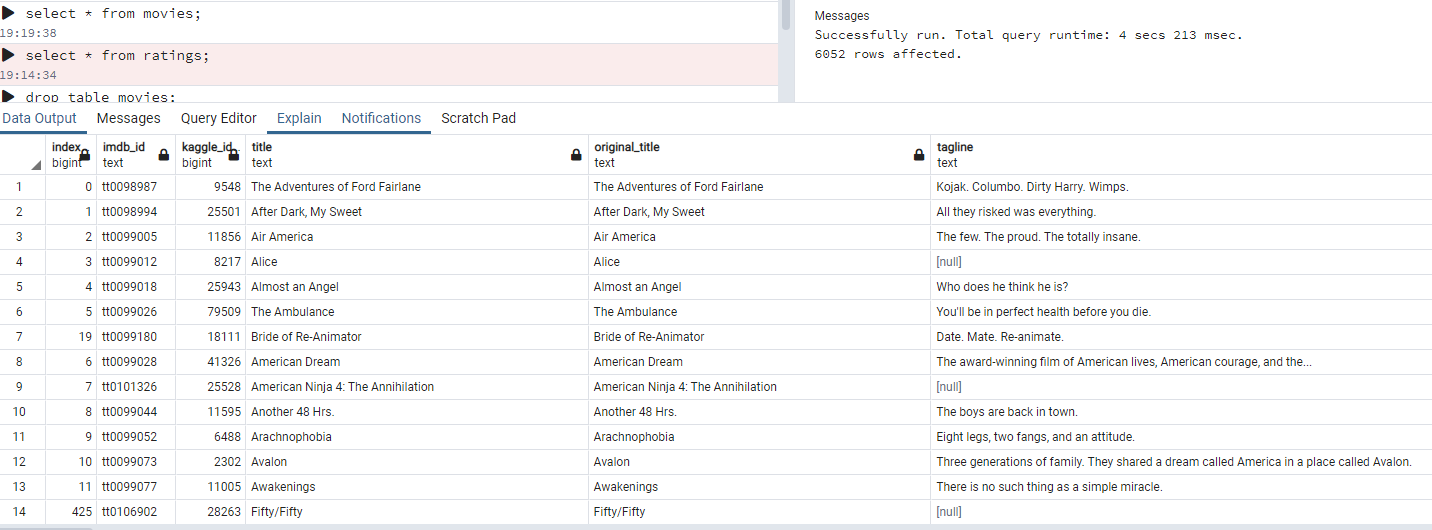 select * from movies;
19:19:38
select * from ratings;
19:14:34
drop table movies;
Messages
Successfully run. Total query runtime: 4 secs 213 msec.
6052 rows affected.
Data Output Messages Query Editor Explain Notifications Scratch Pad
index imdb_id kaggle_id.. title original_title tagline
bigint text bigint text text text
1 0 tt0098987 9548 The Adventures of Ford Fairlane The Adventures of Ford Fairlane Kojak. Columbo. Dirty Harry. Wimps.
2 1 tt0098994 25501 After Dark, My Sweet After Dark, My Sweet All they risked was everything.
3 2 tt0099005 11856 Air America Air America The few. The proud. The totally insane.
4 3 tt0099012 8217 Alice Alice [null]
5 4 tt0099018 25943 Almost an Angel Almost an Angel Who does he think he is?
6 5 tt0099026 79509 The Ambulance The Ambulance You'll be in perfect health before you die.
7 19 tt0099180 18111 Bride of Re-Animator Bride of Re-Animator Date. Mate. Re-animate.
8 6 tt0099028 41326 American Dream American Dream The award-winning film of American lives, American courage, and the...
9 7 tt0101326 25528 American Ninja 4: The Annihilation American Ninja 4: The Annihilation [null]
10 8 tt0099044 11595 Another 48 Hrs. Another 48 Hrs. The boys are back in town.
11 9 tt0099052 6488 Arachnophobia Arachnophobia Eight legs, two fangs, and an attitude.
12 10 tt0099073 2302 Avalon Avalon Three generations of family. They shared a dream called America in a place called Avalon.
13 11 tt0099077 11005 Awakenings Awakenings There is no such thing as a simple miracle.
14 425 tt0106902 28263 Fifty/Fifty Fifty/Fifty [null]